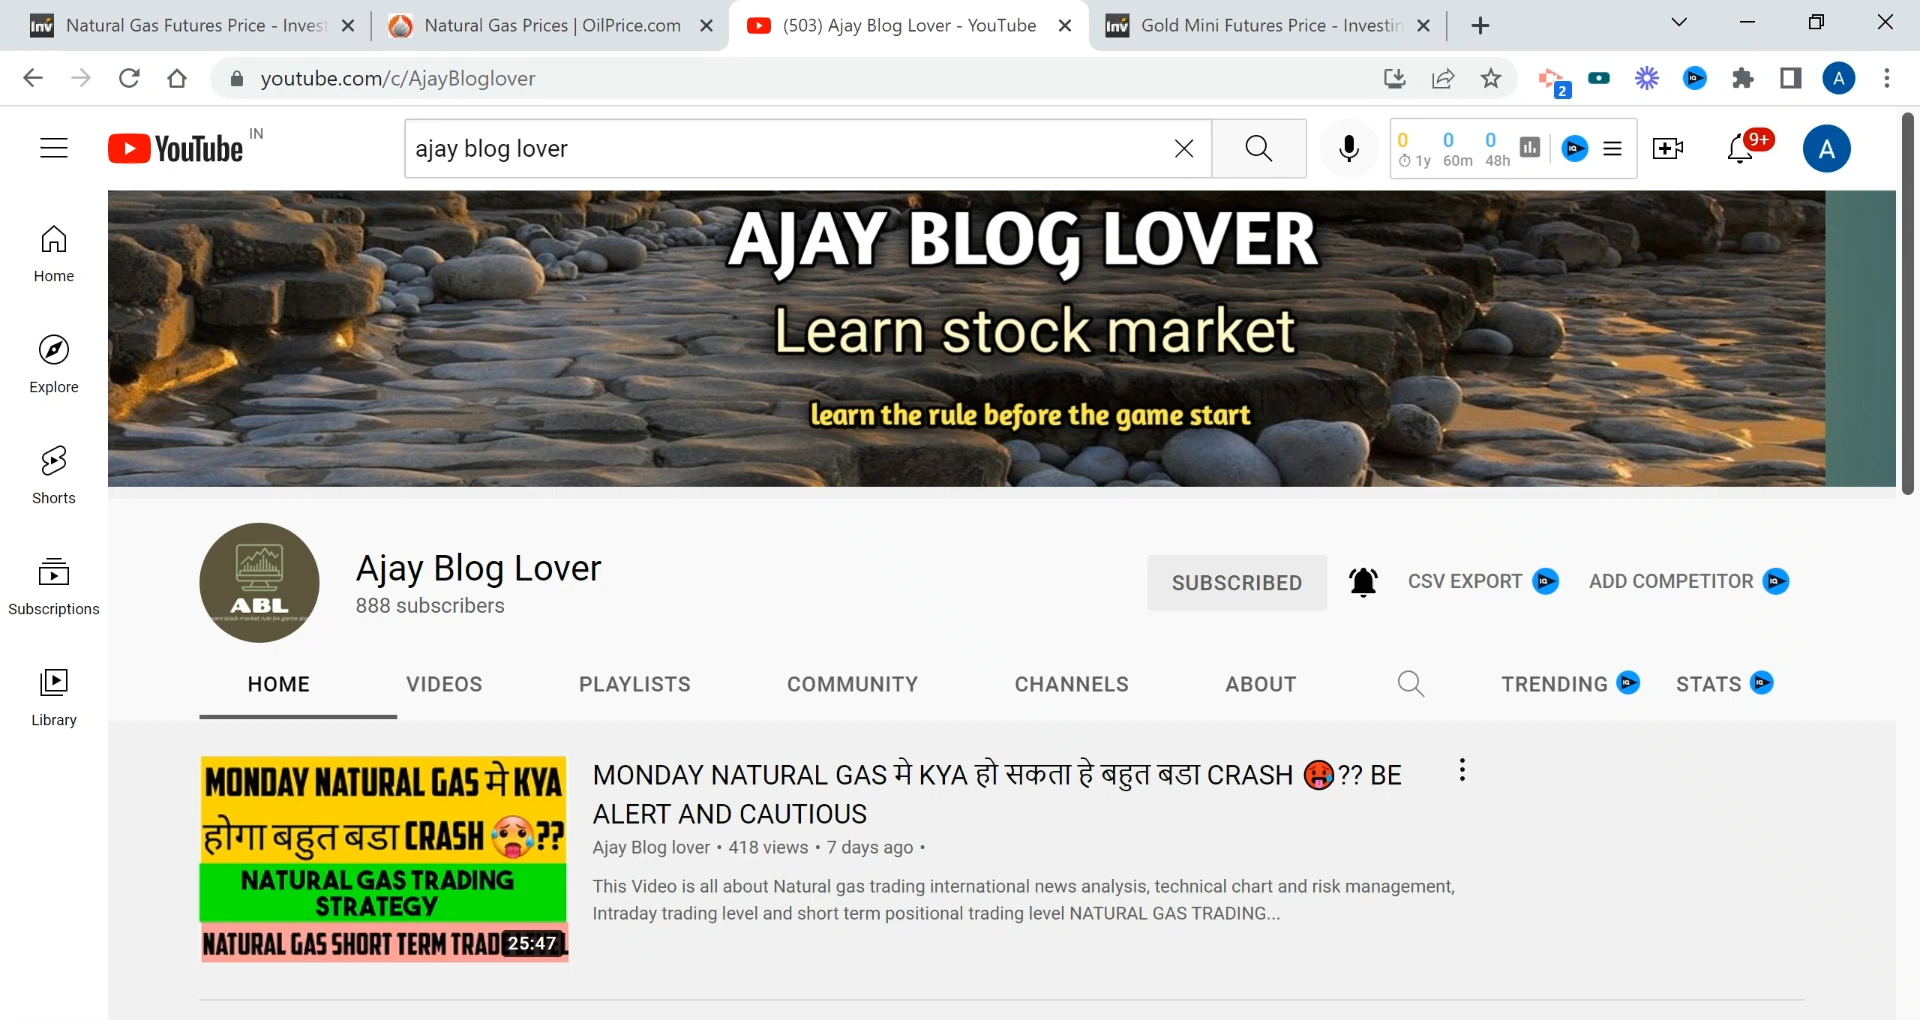 Natural Gas Futures Price - Invest
Natural Gas Prices | OilPrice.com
(503) Ajay Blog Lover - YouTube
Gold Mini Futures Price - Investin
youtube.com/c/AjayBloglover
2
A
YouTube IN
ajay blog lover
0 0 0
1y 60m 48h
9+
A
Home
Explore
Shorts
Subscriptions
Library
AJAY BLOG LOVER
Learn stock market
learn the rule before the game start
ABL
Ajay Blog Lover
888 subscribers
SUBSCRIBED
CSV EXPORT
ADD COMPETITOR
HOME VIDEOS PLAYLISTS COMMUNITY CHANNELS ABOUT TRENDING STATS
MONDAY NATURAL GAS मे KYA
होगा बहुत बडा CRASH 🥵??
NATURAL GAS TRADING
STRATEGY
NATURAL GAS SHORT TERM
25:47
MONDAY NATURAL GAS मे KYA हो सकता हे बहुत बडा CRASH 🥵?? BE
ALERT AND CAUTIOUS
Ajay Blog lover • 418 views • 7 days ago •
This Video is all about Natural gas trading international news analysis, technical chart and risk management,
Intraday trading level and short term positional trading level NATURAL GAS TRADING...